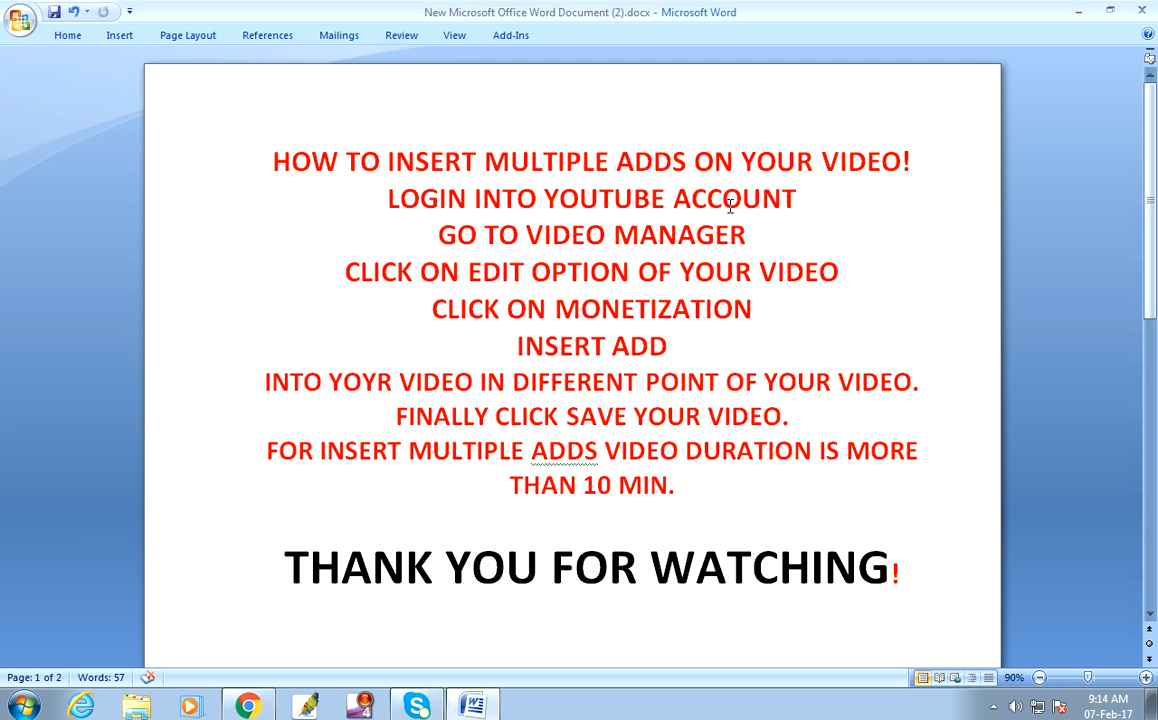 New Microsoft Office Word Document (2).docx - Microsoft Word
Home Insert Page Layout References Mailings Review View Add-Ins
HOW TO INSERT MULTIPLE ADDS ON YOUR VIDEO!
LOGIN INTO YOUTUBE ACCOUNT
GO TO VIDEO MANAGER
CLICK ON EDIT OPTION OF YOUR VIDEO
CLICK ON MONETIZATION
INSERT ADD
INTO YOYR VIDEO IN DIFFERENT POINT OF YOUR VIDEO.
FINALLY CLICK SAVE YOUR VIDEO.
FOR INSERT MULTIPLE ADDS VIDEO DURATION IS MORE
THAN 10 MIN.
THANK YOU FOR WATCHING!
Page: 1 of 2 Words: 57 90%
4
9:14 AM
07-Feb-17